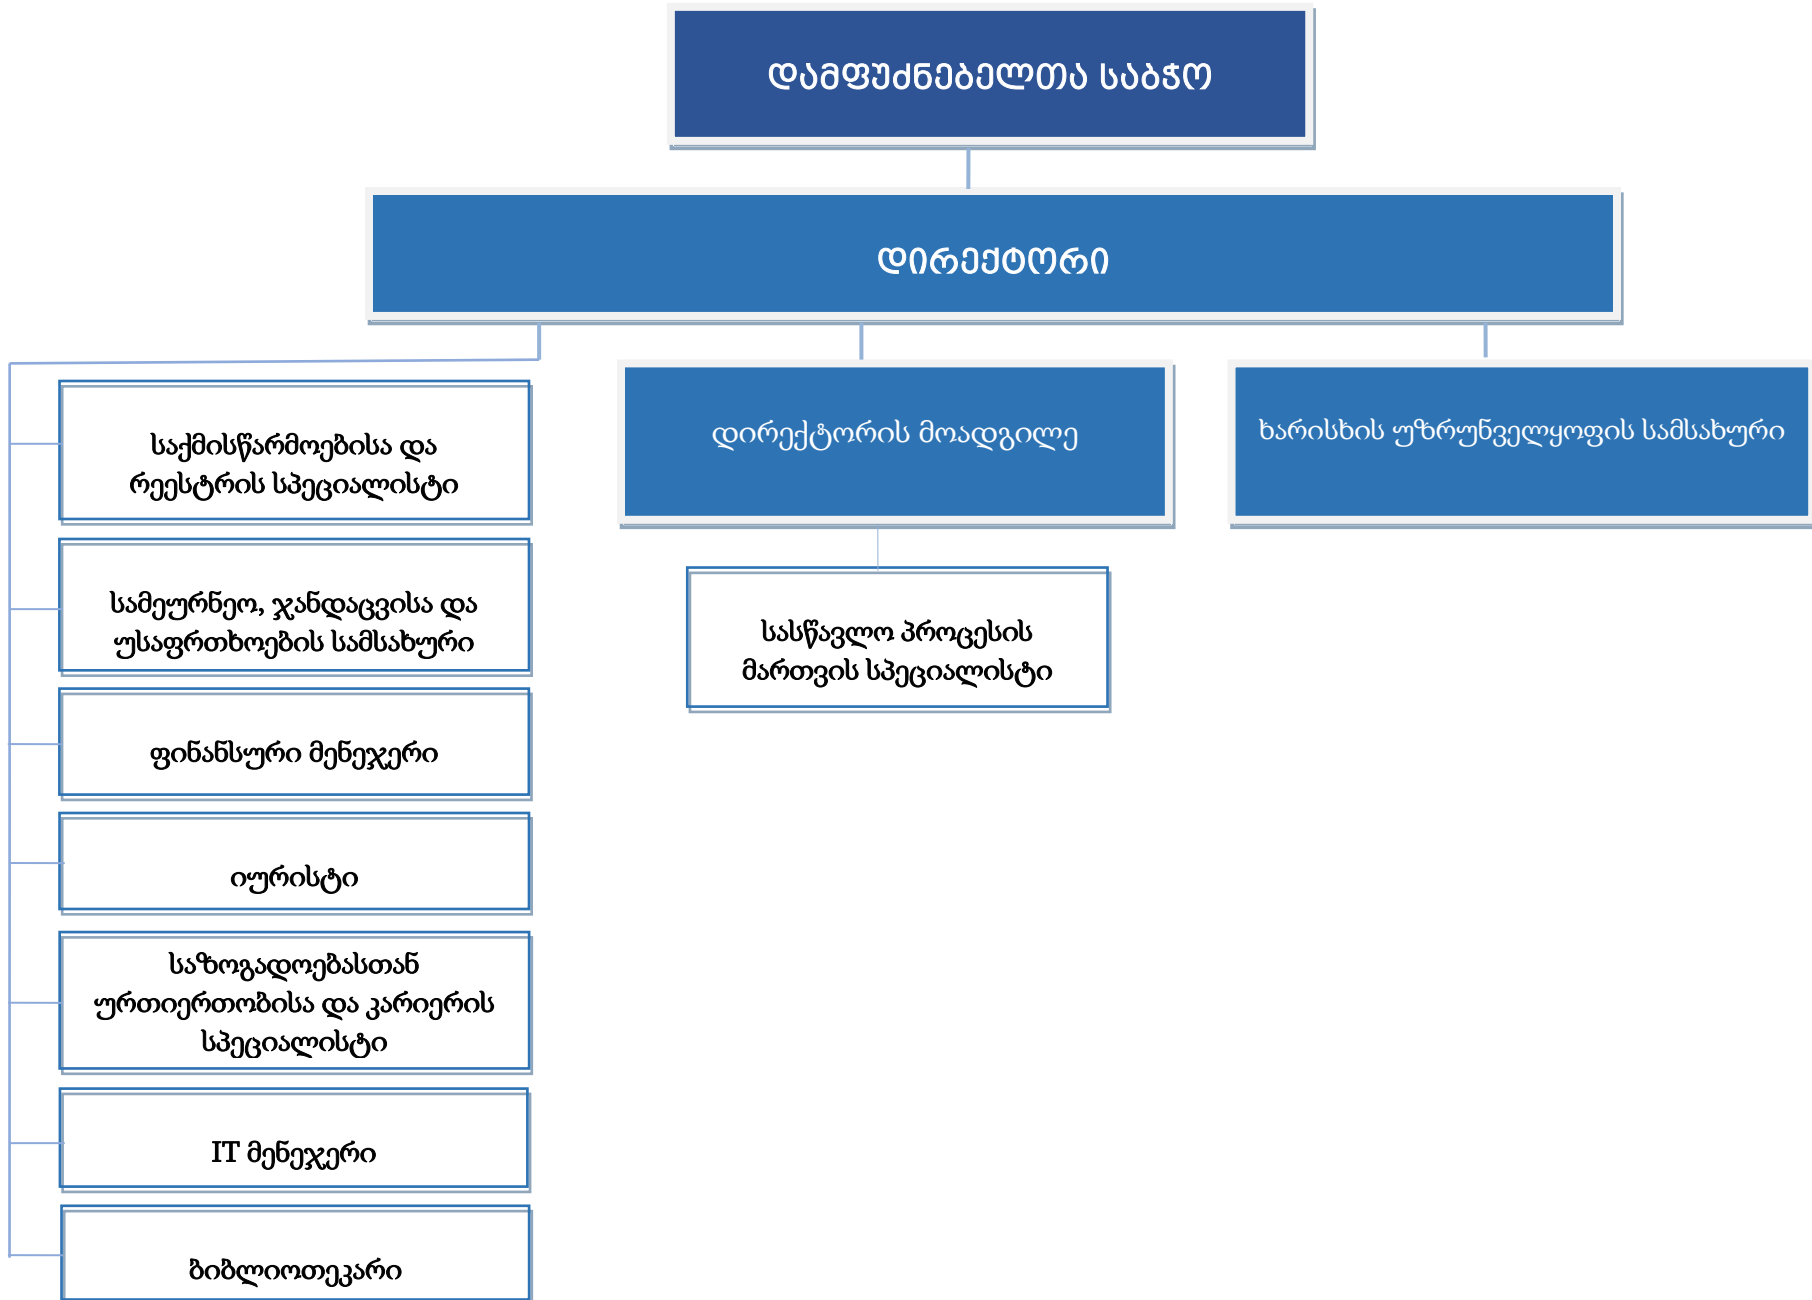 დამფუძნებელთა საბჭო
დირექტორი
საქმისწარმოებისა და
რეესტრის სპეციალისტი
სამეურნეო, ჯანდაცვისა და
უსაფრთხოების სამსახური
ფინანსური მენეჯერი
იურისტი
საზოგადოებასთან
ურთიერთობისა და კარიერის
სპეციალისტი
IT მენეჯერი
ბიბლიოთეკარი
დირექტორის მოადგილე
სასწავლო პროცესის
მართვის სპეციალისტი
ხარისხის უზრუნველყოფის სამსახური